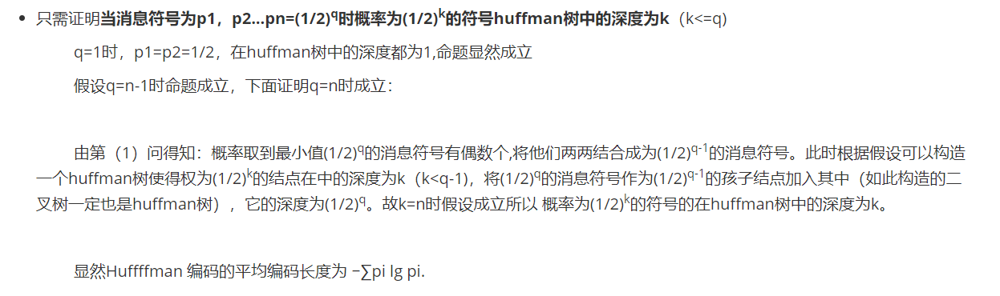 只需证明当消息符号为p1，p2...pn=(1/2)^q时概率为(1/2)^k的符号huffman树中的深度为k（k<=q)
q=1时，p1=p2=1/2，在huffman树中的深度都为1,命题显然成立
假设q=n-1时命题成立，下面证明q=n时成立：
由第（1）问得知：概率取到最小值(1/2)^q的消息符号有偶数个,将他们两两结合成为(1/2)^q-1的消息符号。此时根据假设可以构造
一个huffman树使得权为(1/2)^k的结点在中的深度为k（k<q-1)，将(1/2)^q的消息符号作为(1/2)^q-1的孩子结点加入其中（如此构造的二
叉树一定也是huffman树），它的深度为(1/2)^q。故k=n时假设成立所以 概率为(1/2)^k的符号的在huffman树中的深度为k。
显然Huffffman 编码的平均编码长度为 −∑pi lg pi.